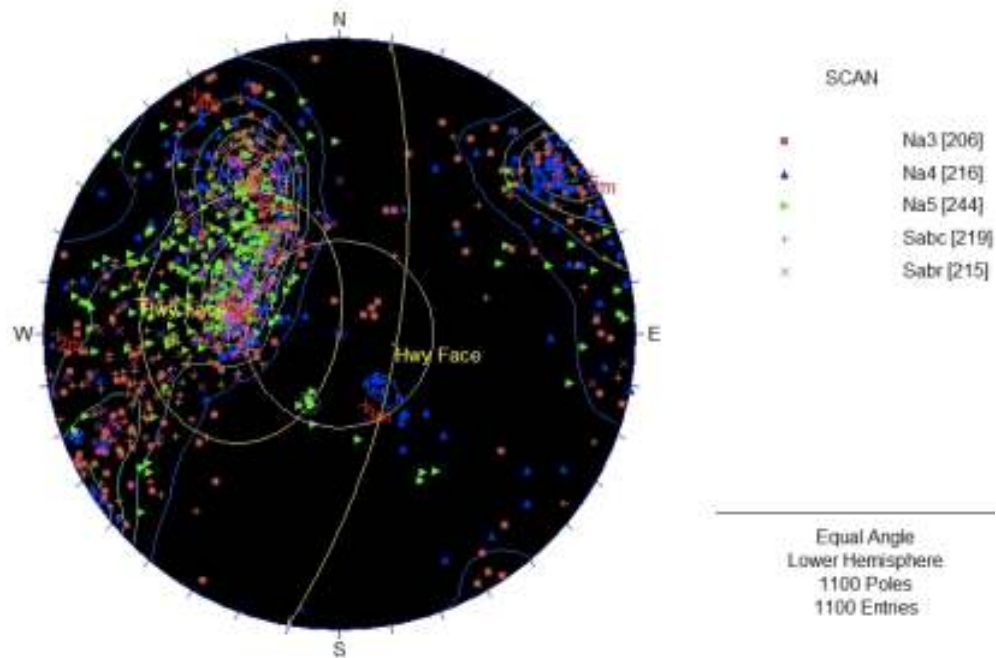 N
SCAN
Na3 [206]
Na4 [216]
Na5 [244]
Sabc [219]
Sabr [215]
W
E
Hwy Face
S
Equal Angle
Lower Hemisphere
1100 Poles
1100 Entries